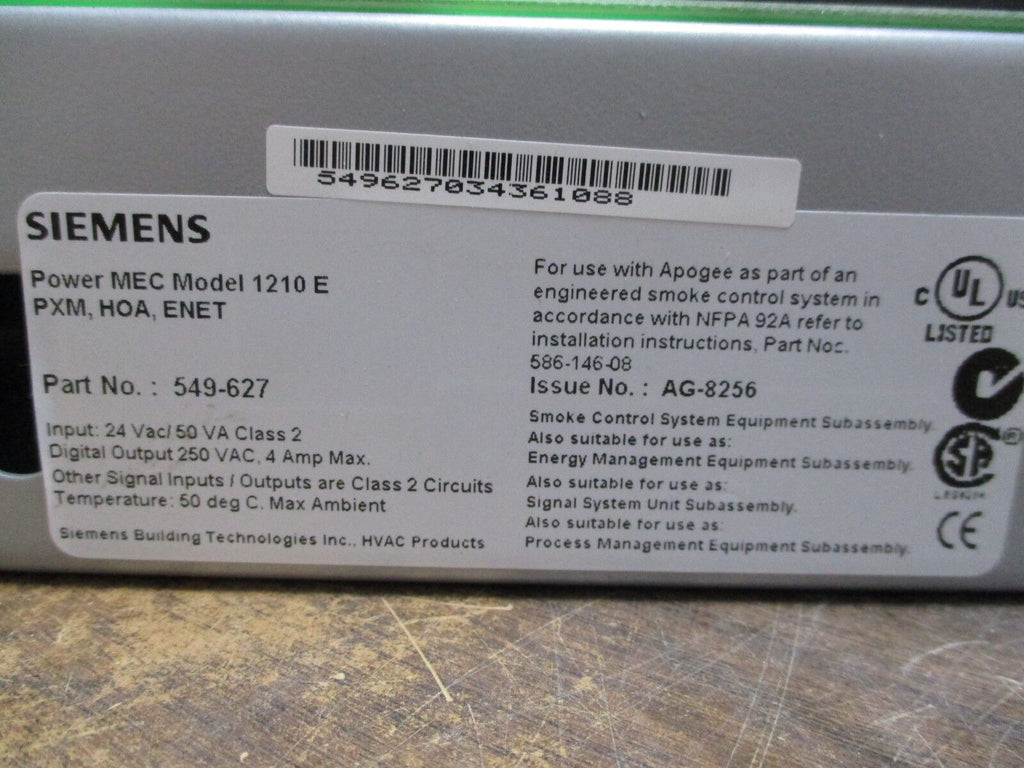 549627034361088
SIEMENS
Power MEC Model 1210 E
PXM, HOA, ENET
Part No. : 549-627
Input: 24 Vac/ 50 VA Class 2
Digital Output 250 VAC, 4 Amp Max.
Other Signal Inputs / Outputs are Class 2 Circuits
Temperature: 50 deg C. Max Ambient
Siemens Building Technologies Inc., HVAC Products
For use with Apogee as part of an
engineered smoke control system in
accordance with NFPA 92A refer to
installation instructions, Part No:.
586-146-08
Issue No. : AG-8256
Smoke Control System Equipment Subassembly.
Also suitable for use as:
Energy Management Equipment Subassembly.
Also suitable for use as:
Signal System Unit Subassembly.
Also suitable for use as:
Process Management Equipment Subassembly.
C UL US
LISTED
SA ®
CE